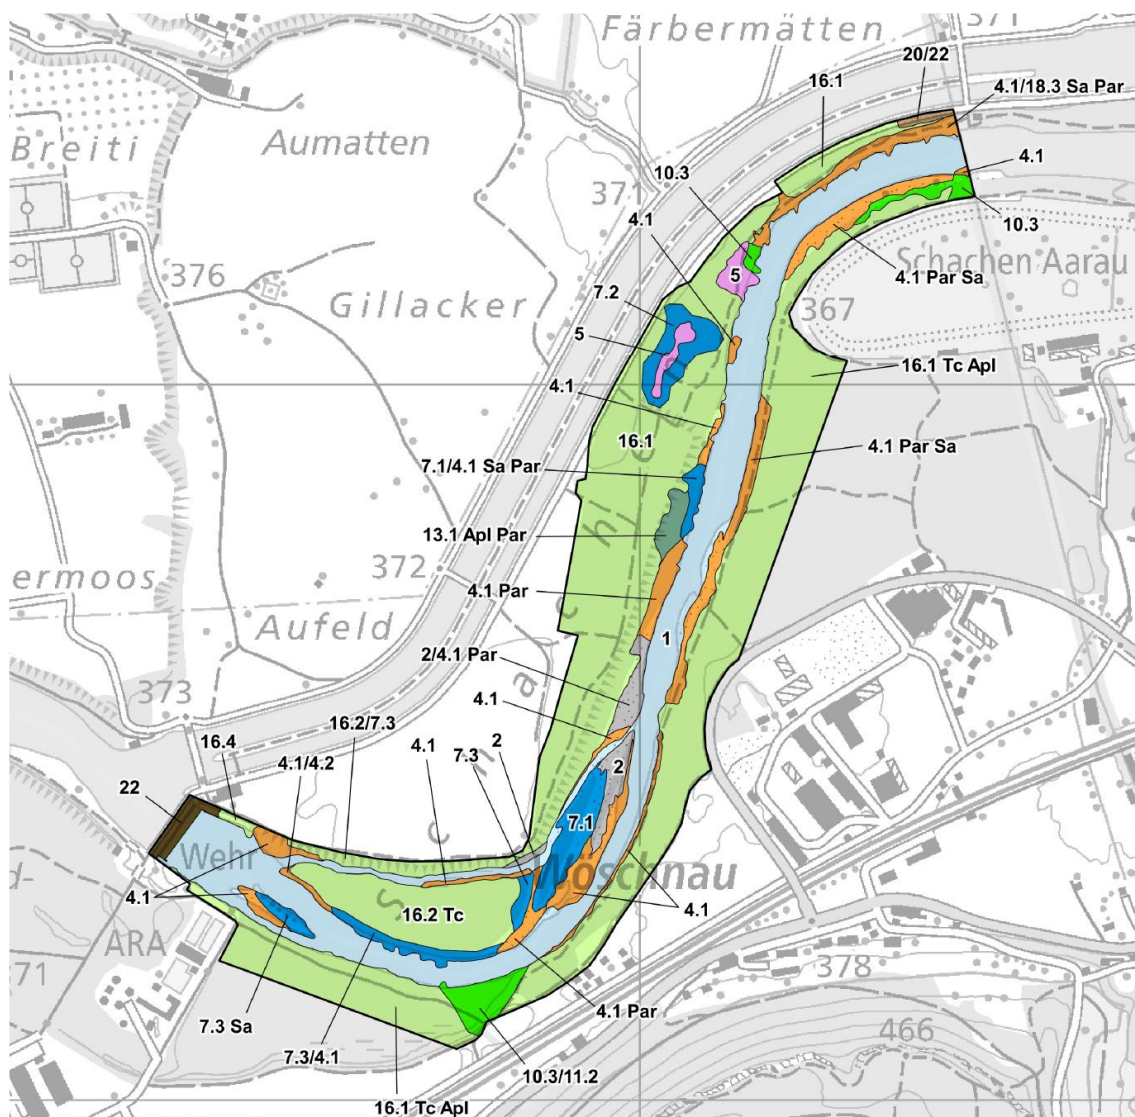 Färbermatten
371
20/22
16.1
4.1/18.3 Sa Par
Breiti
Aumatten
4.1
10.3
371
4.1
10.3
Schachen Aarau
376
5
4.1 Par Sa
7.2
Gillacker
367
5
16.1 Tc Apl
4.1
16.1
4.1 Par Sa
7.1/4.1 Sa Par
13.1 Apl Par
372
ermoos
4.1 Par
Aufeld
1
2/4.1 Par
373
4.1
16.2/7.3
16.4
4.1
2
4.1/4.2
7.3
2
22
7.1
Wehr
Wöschnau
4.1
16.2 Tc
4.1
ARA
371
378
4.1 Par
7.3 Sa
466
7.3/4.1
10.3/11.2
16.1 Tc Apl